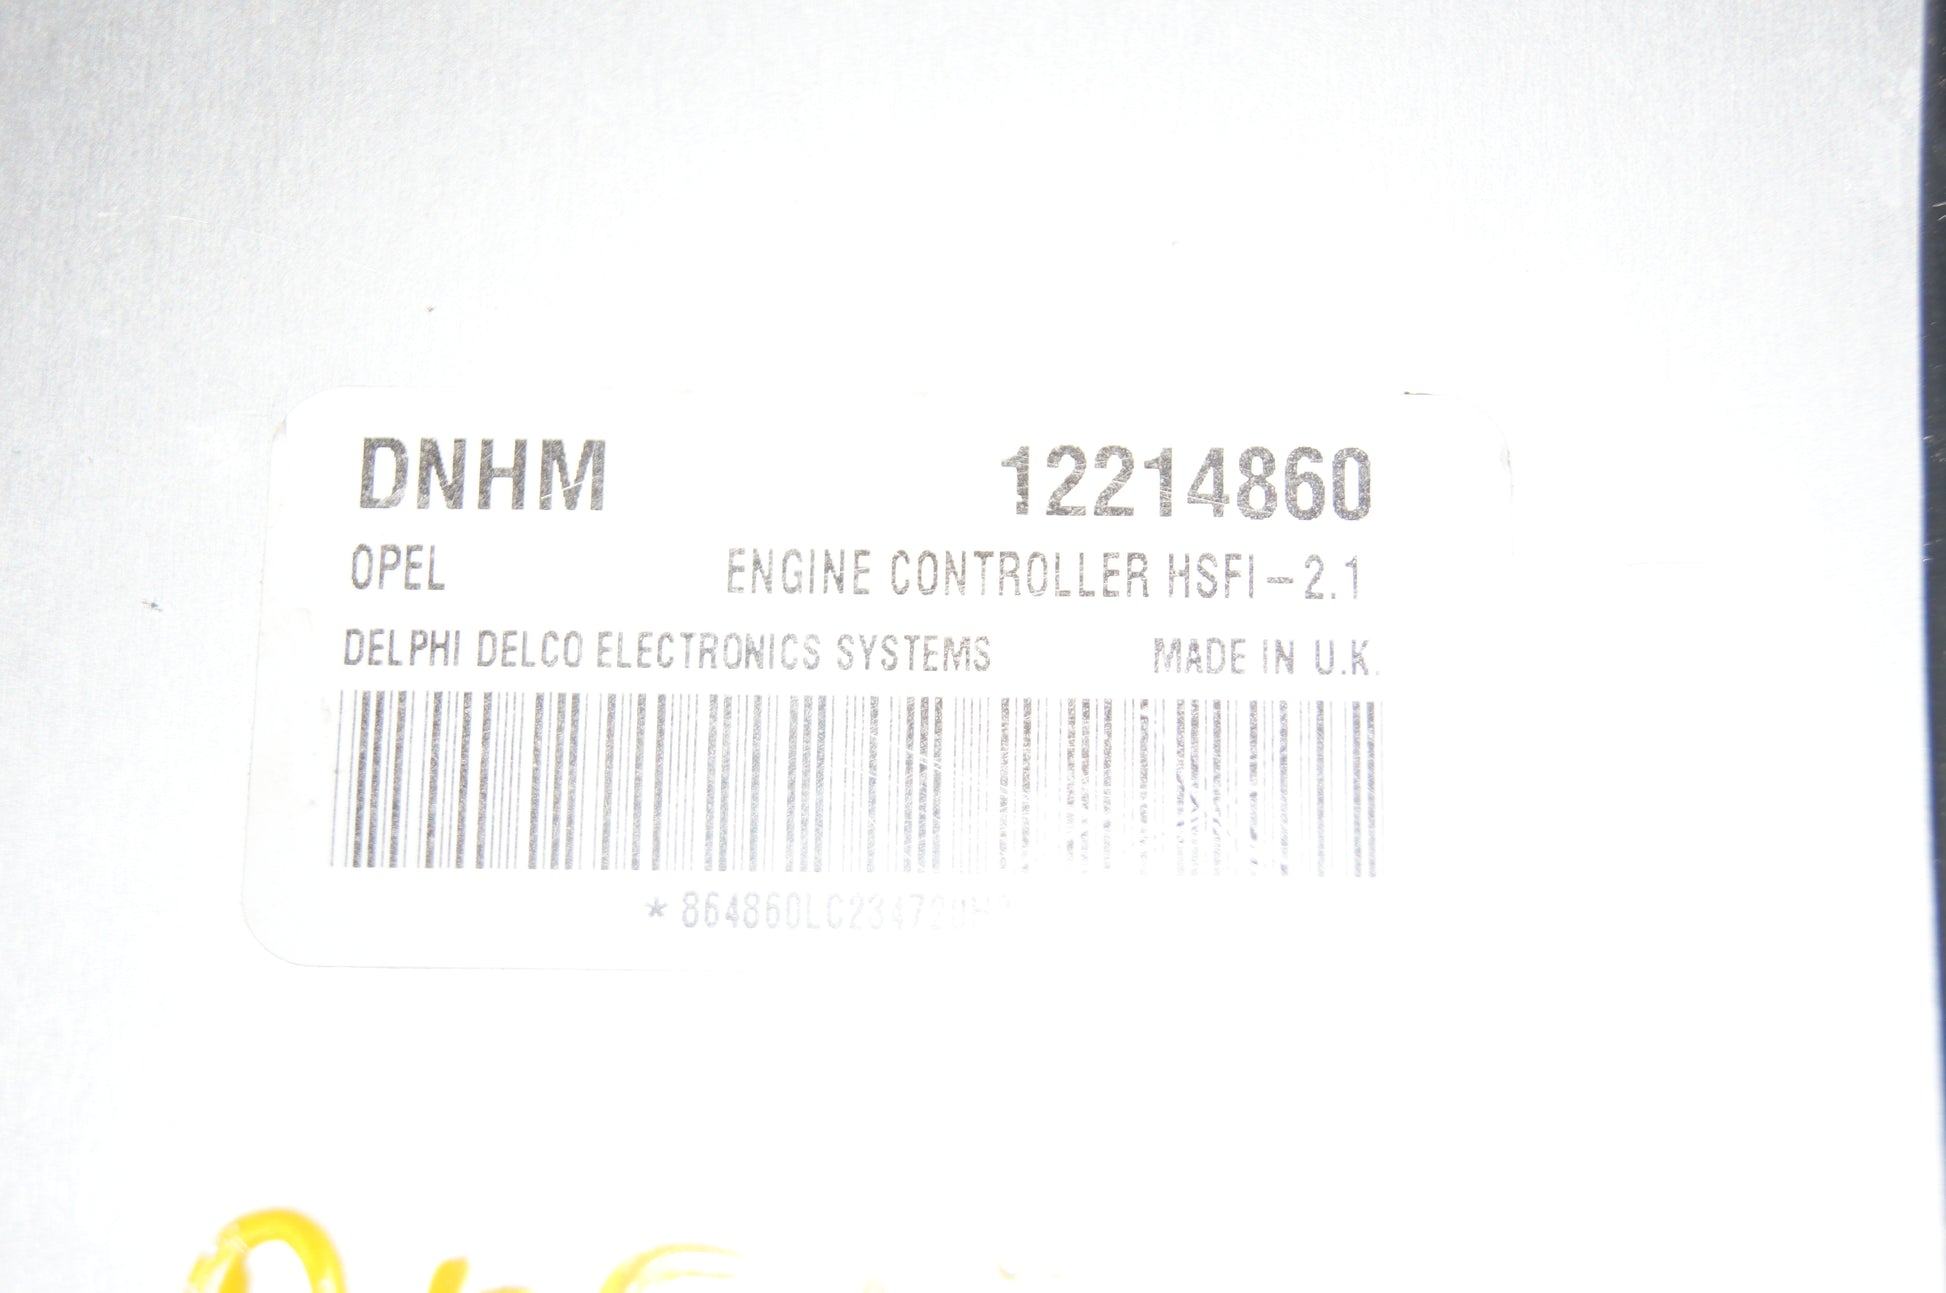 DNHM 12214860
OPEL ENGINE CONTROLLER HSFI-2.1
DELPHI DELCO ELECTRONICS SYSTEMS MADE IN U.K.